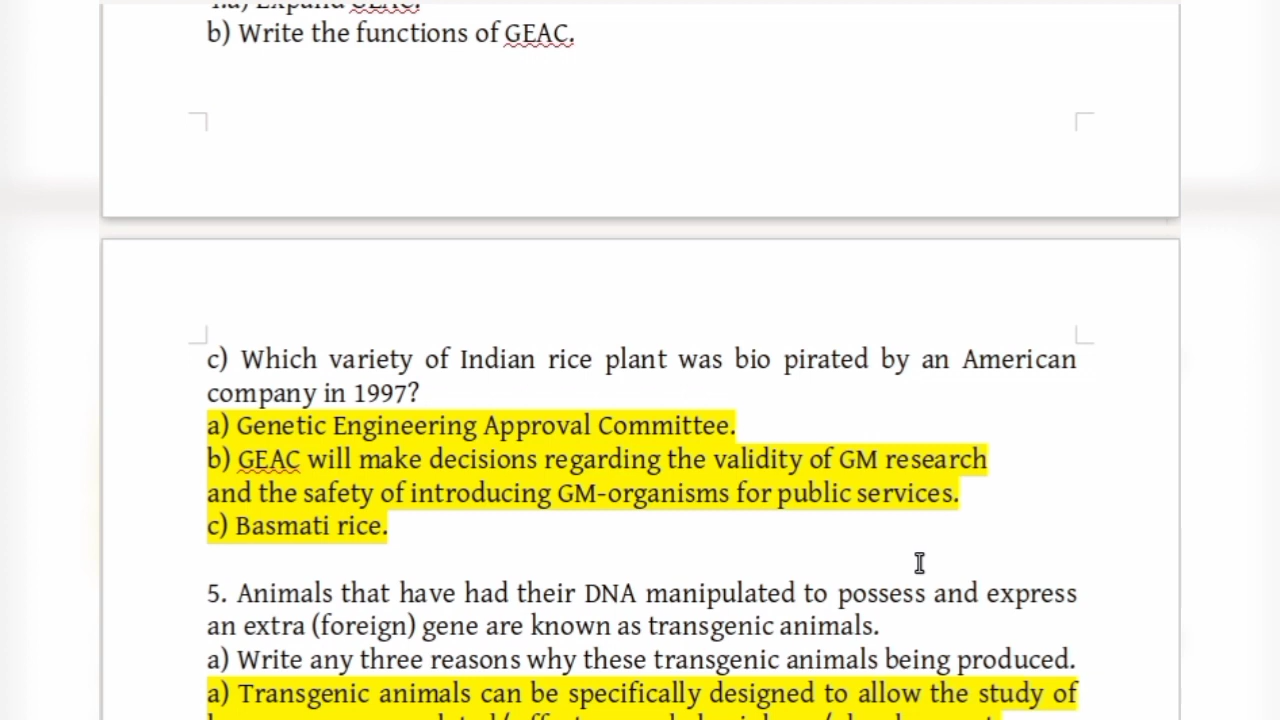 4.a) Expand GEAC.
b) Write the functions of GEAC.
c) Which variety of Indian rice plant was bio pirated by an American
company in 1997?
a) Genetic Engineering Approval Committee.
b) GEAC will make decisions regarding the validity of GM research
and the safety of introducing GM-organisms for public services.
c) Basmati rice.
5. Animals that have had their DNA manipulated to possess and express
an extra (foreign) gene are known as transgenic animals.
a) Write any three reasons why these transgenic animals being produced.
a) Transgenic animals can be specifically designed to allow the study of